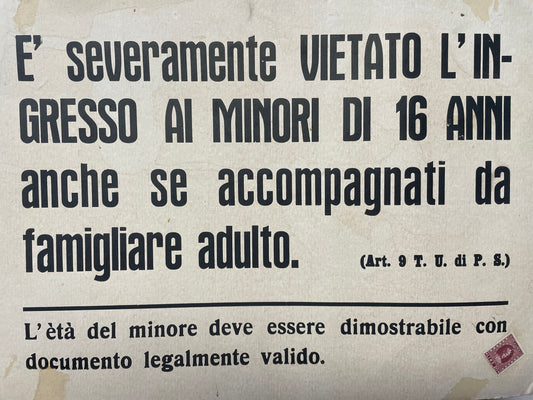 E' severamente VIETATO L'IN-
GRESSO AI MINORI DI 16 ANNI
anche se accompagnati da
famigliare adulto. (Art. 9 T. U. di P. S.)
L'ètà del minore deve essere dimostrabile con
documento legalmente valido.